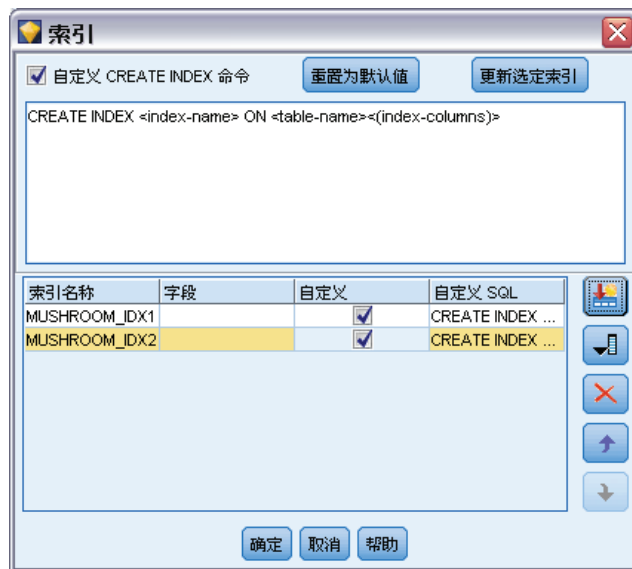 索引
自定义 CREATE INDEX 命令 重置为默认值 更新选定索引
CREATE INDEX <index-name> ON <table-name><(index-columns)>
索引名称 字段 自定义 自定义 SQL
MUSHROOM_IDX1 CREATE INDEX ...
MUSHROOM_IDX2 CREATE INDEX ...
确定 取消 帮助